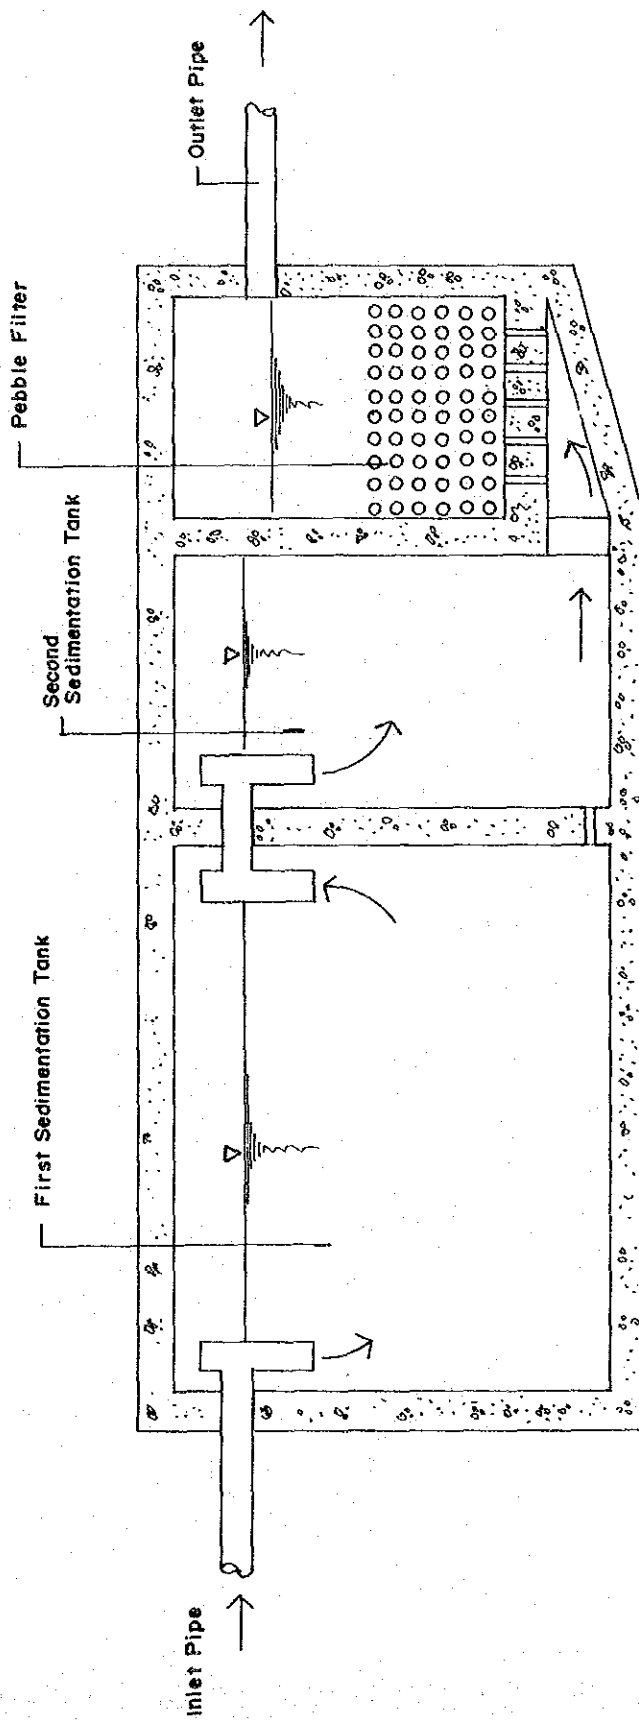 Inlet Pipe
First Sedimentation Tank
Second
Sedimentation Tank
Pebble Filter
Outlet Pipe